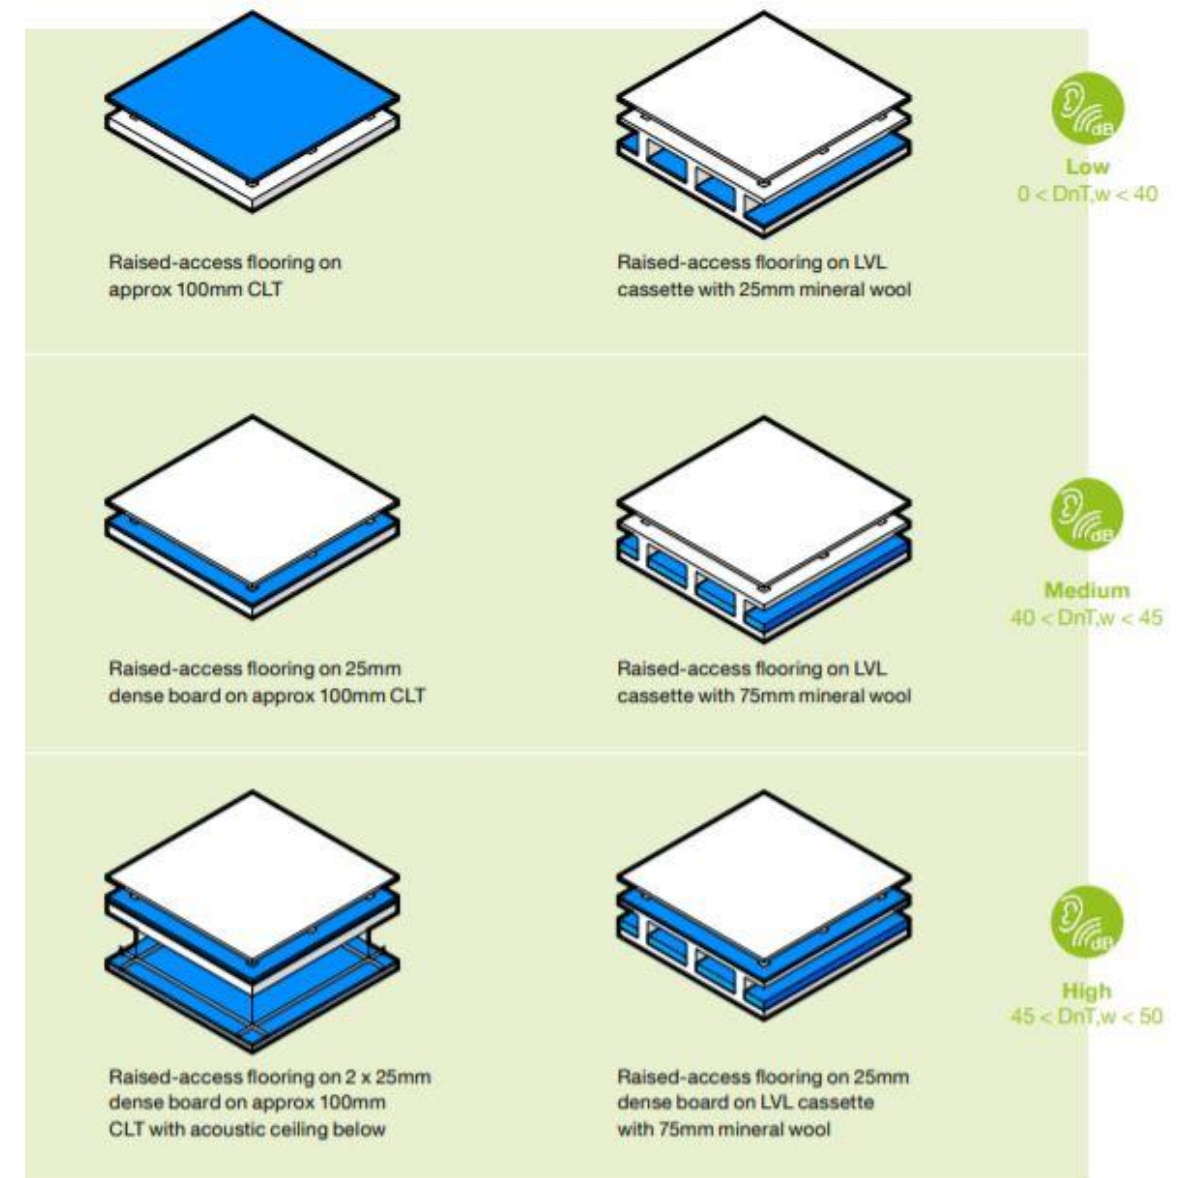 Raised-access flooring on
approx 100mm CLT
Raised-access flooring on LVL
cassette with 25mm mineral wool
dB
Low
0 < DnT,w < 40
Raised-access flooring on 25mm
dense board on approx 100mm CLT
Raised-access flooring on LVL
cassette with 75mm mineral wool
dB
Medium
40 < DnT,w < 45
Raised-access flooring on 2 x 25mm
dense board on approx 100mm
CLT with acoustic ceiling below
Raised-access flooring on 25mm
dense board on LVL cassette
with 75mm mineral wool
dB
High
45 < DnT,w < 50